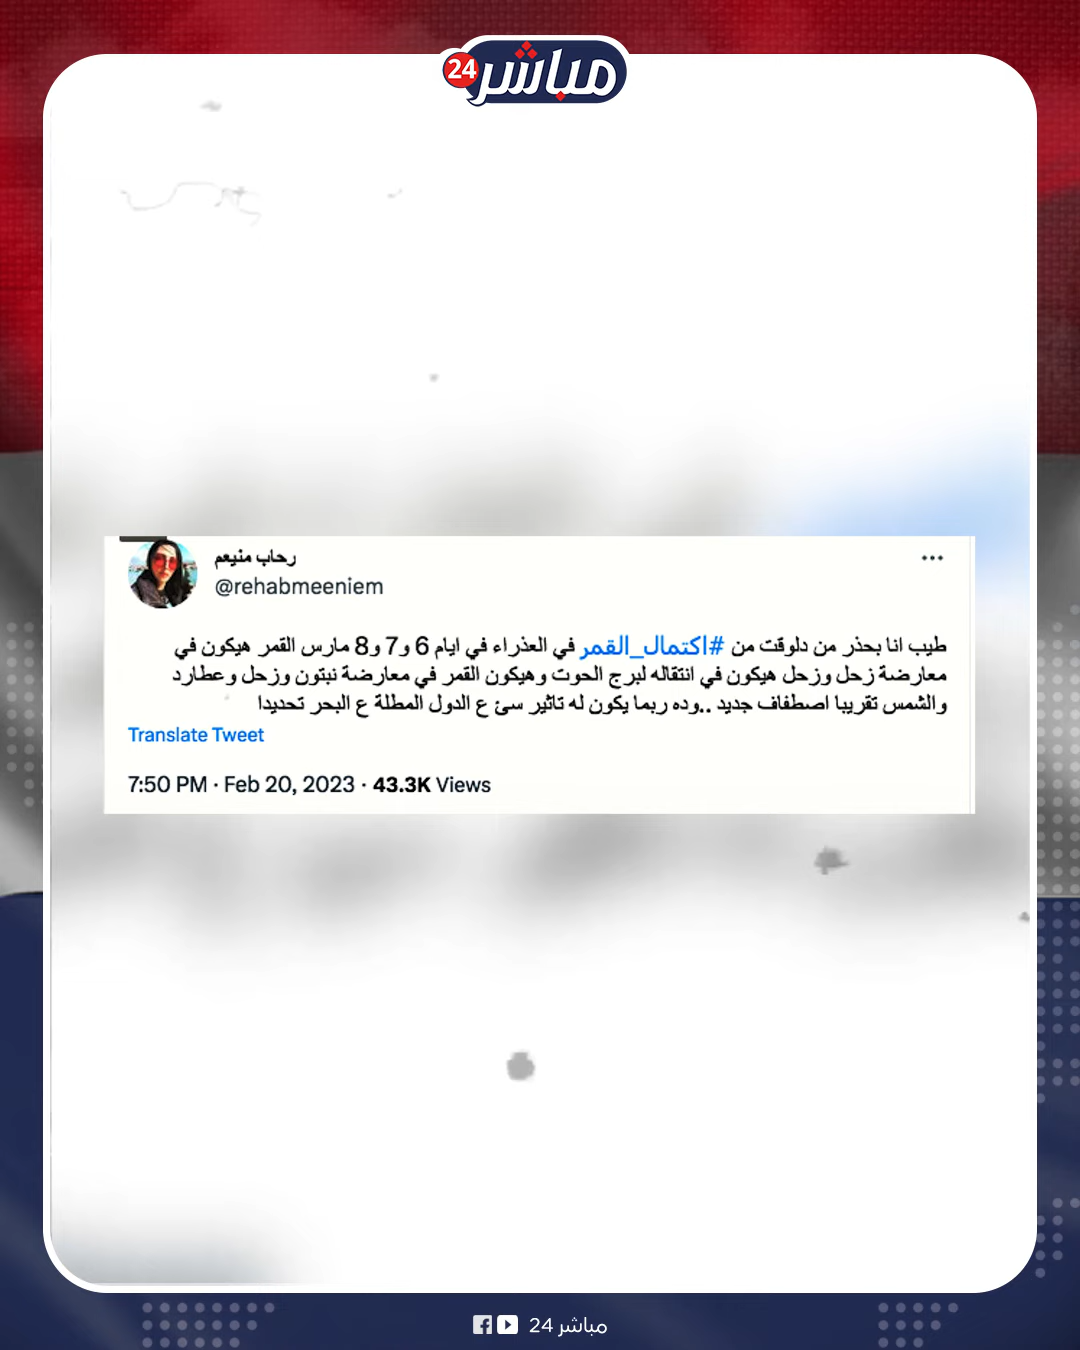 مباشر 24
رحاب منيعم
@rehabmeeniem
طيب انا بحذر من دلوقت من #اكتمال_القمر في العذراء في ايام 6 و7 و8 مارس القمر هيكون في
معارضة زحل وزحل هيكون في انتقاله لبرج الحوت وهيكون القمر في معارضة نبتون وزحل وعطارد
والشمس تقريبا اصطفاف جديد ..وده ربما يكون له تاثير سئ ع الدول المطلة ع البحر تحديدا
Translate Tweet
7:50 PM · Feb 20, 2023 · 43.3K Views
مباشر 24